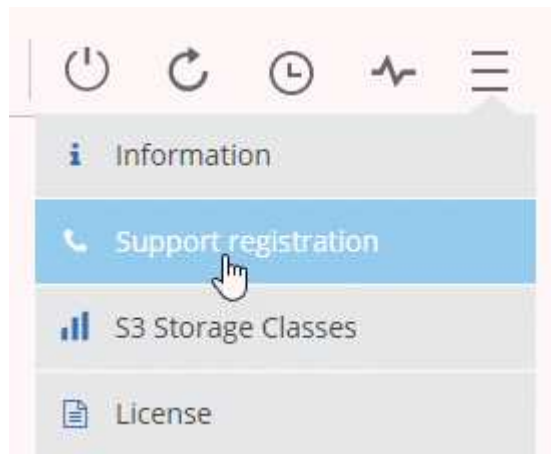 Information
Support registration
S3 Storage Classes
License